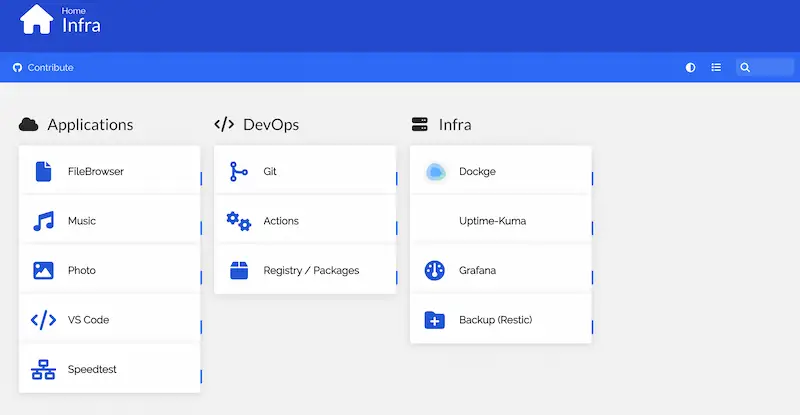 Home
Infra
Contribute
Applications
FileBrowser
Music
Photo
VS Code
Speedtest
DevOps
Git
Actions
Registry / Packages
Infra
Dockge
Uptime-Kuma
Grafana
Backup (Restic)